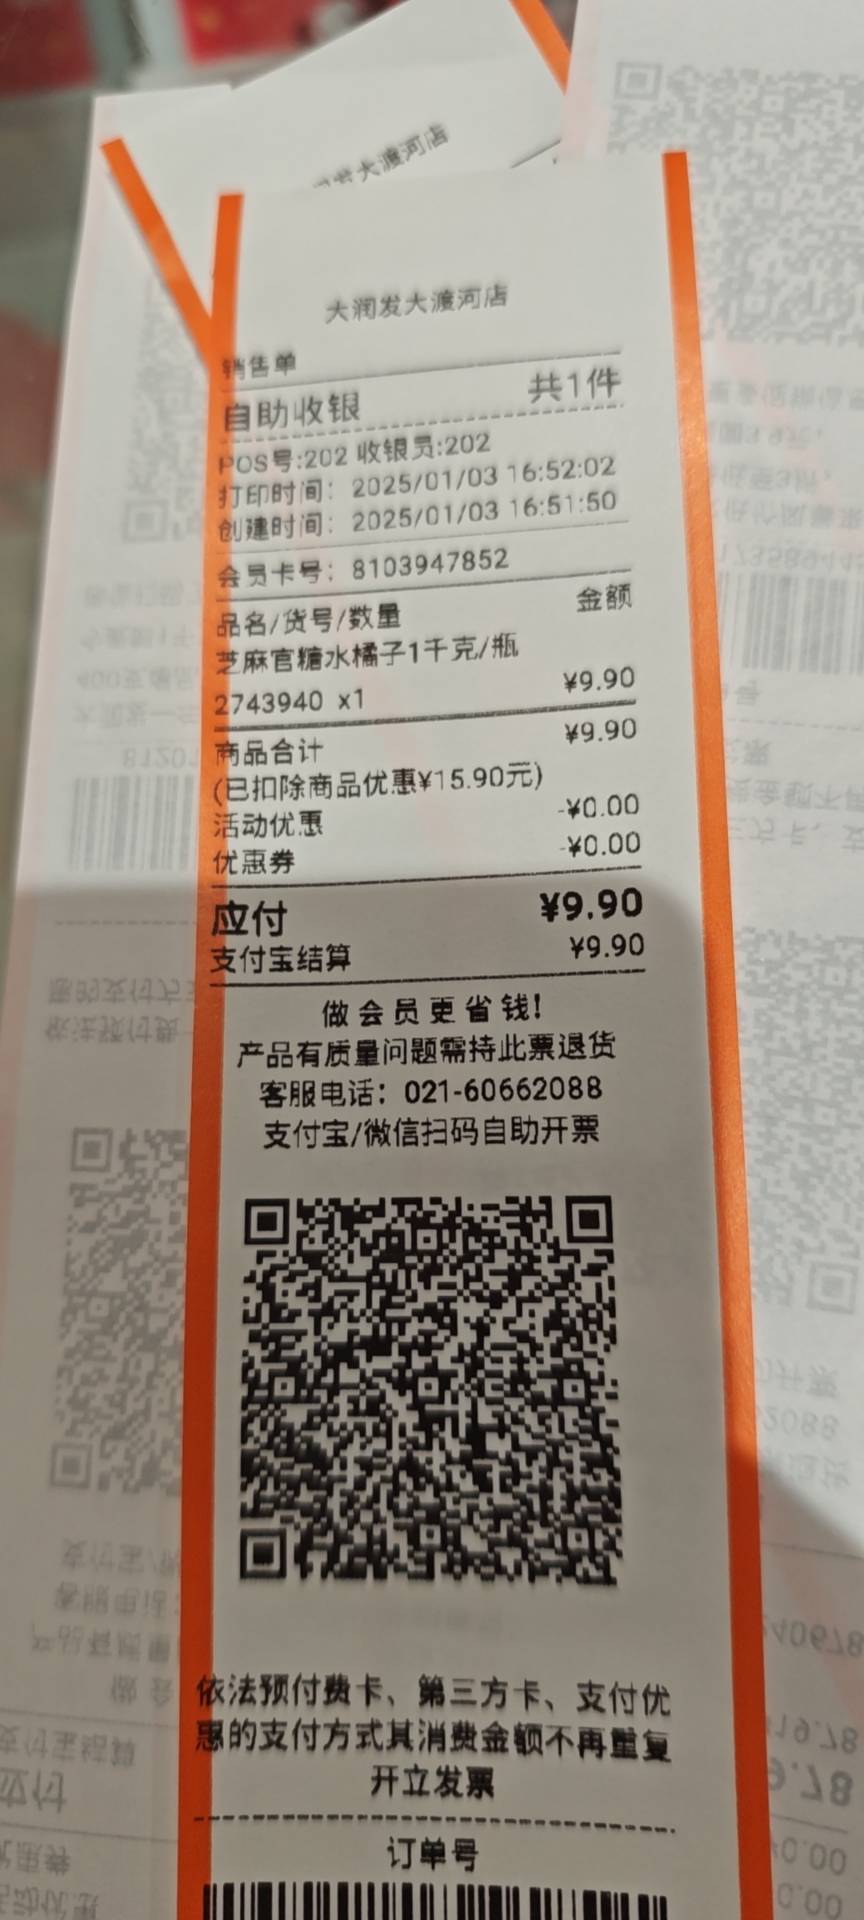 大润发大渡河店
大润发大渡河店
销售单
自助收银 共1件
POS号:202 收银员:202
打印时间: 2025/01/03 16:52:02
创建时间: 2025/01/03 16:51:50
会员卡号: 8103947852
品名/货号/数量 金额
芝麻官糖水橘子1千克/瓶
2743940 x1 ¥9.90
商品合计 ¥9.90
(已扣除商品优惠¥15.90元)
活动优惠 -¥0.00
优惠券 -¥0.00
应付 ¥9.90
支付宝结算 ¥9.90
做会员更省钱!
产品有质量问题需持此票退货
客服电话: 021-60662088
支付宝/微信扫码自助开票
依法预付费卡、第三方卡、支付优
惠的支付方式其消费金额不再重复
开立发票
订单号